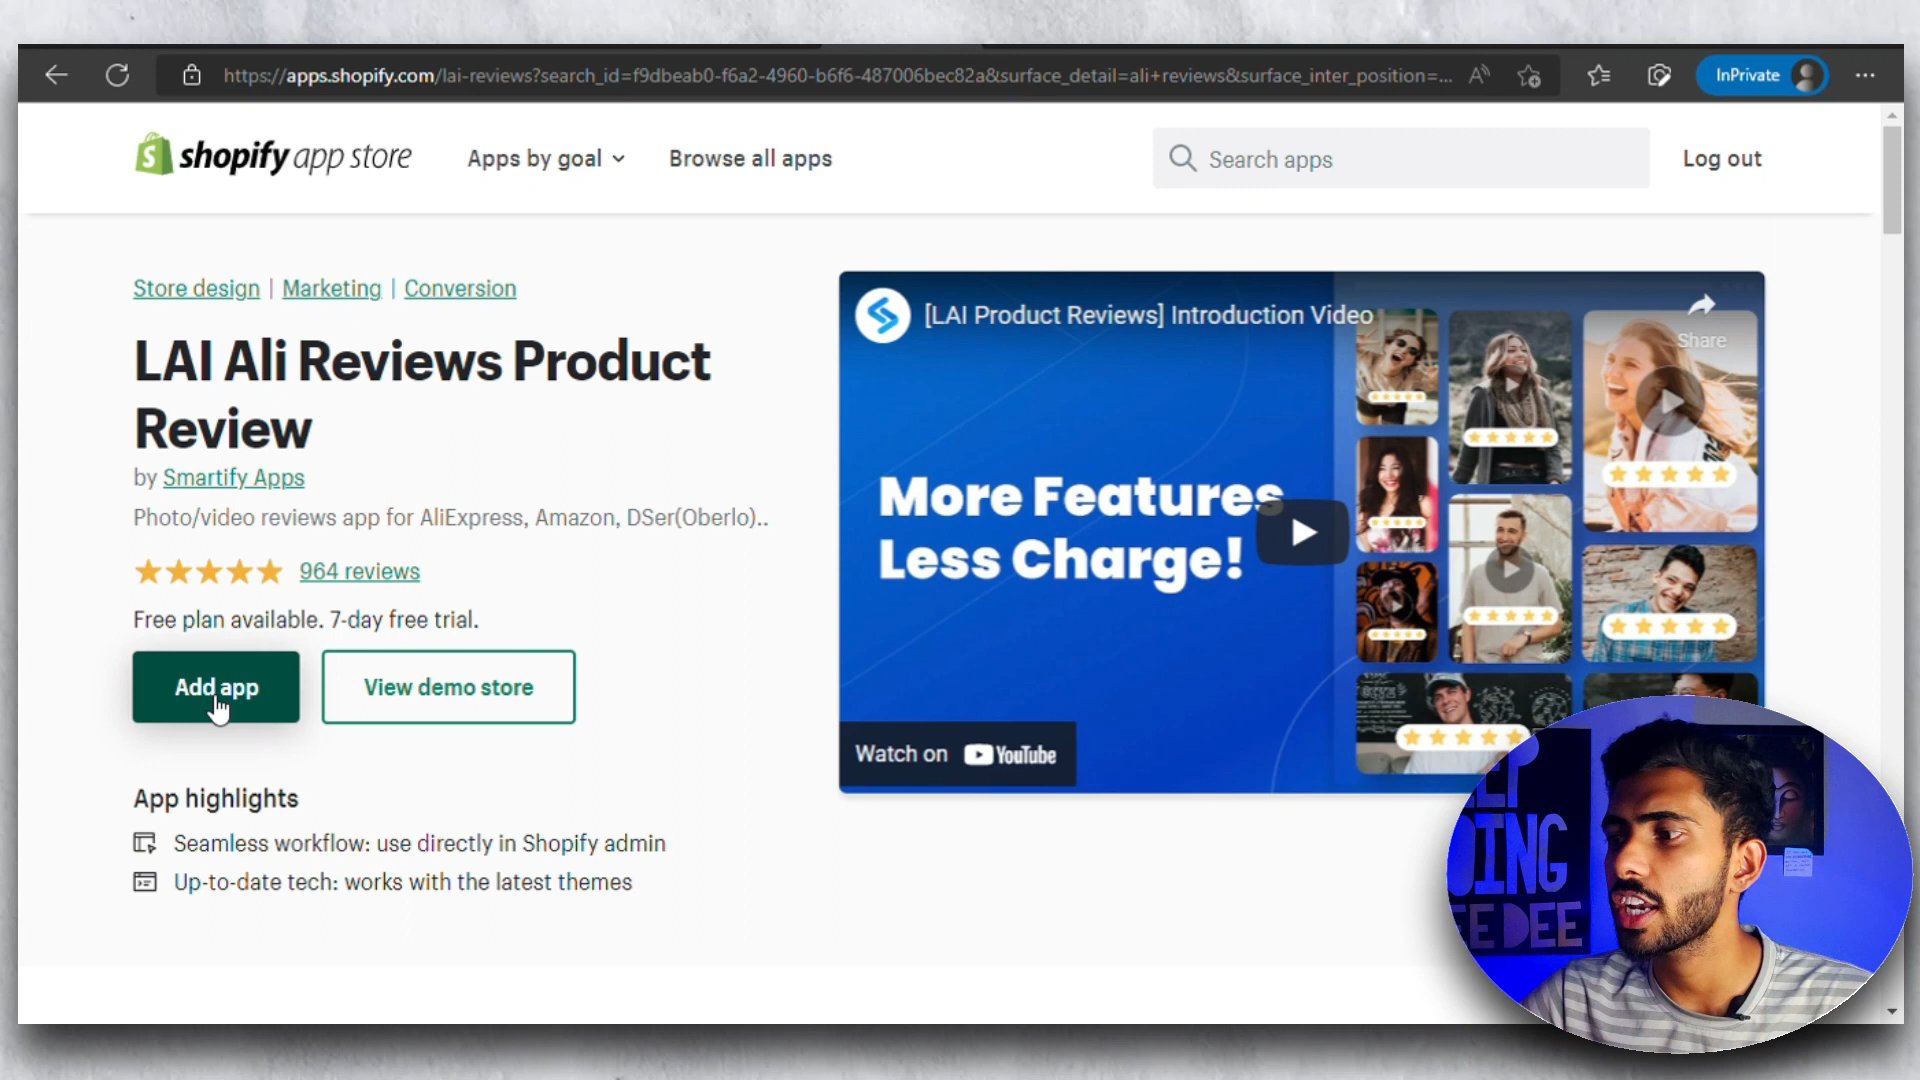 https://apps.shopify.com/lai-reviews?search_id=f9dbeab0-f6a2-4960-b6f6-487006bec82a&surface_detail=ali+reviews&surface_inter_position=...
InPrivate
shopify app store
Apps by goal
Browse all apps
Search apps
Log out
Store design | Marketing | Conversion
LAI Ali Reviews Product
Review
by Smartify Apps
Photo/video reviews app for AliExpress, Amazon, DSer(Oberlo)..
964 reviews
Free plan available. 7-day free trial.
Add app
View demo store
App highlights
Seamless workflow: use directly in Shopify admin
Up-to-date tech: works with the latest themes
[LAI Product Reviews] Introduction Video
Share
More Features
Less Charge!
Watch on YouTube
OING
DEE